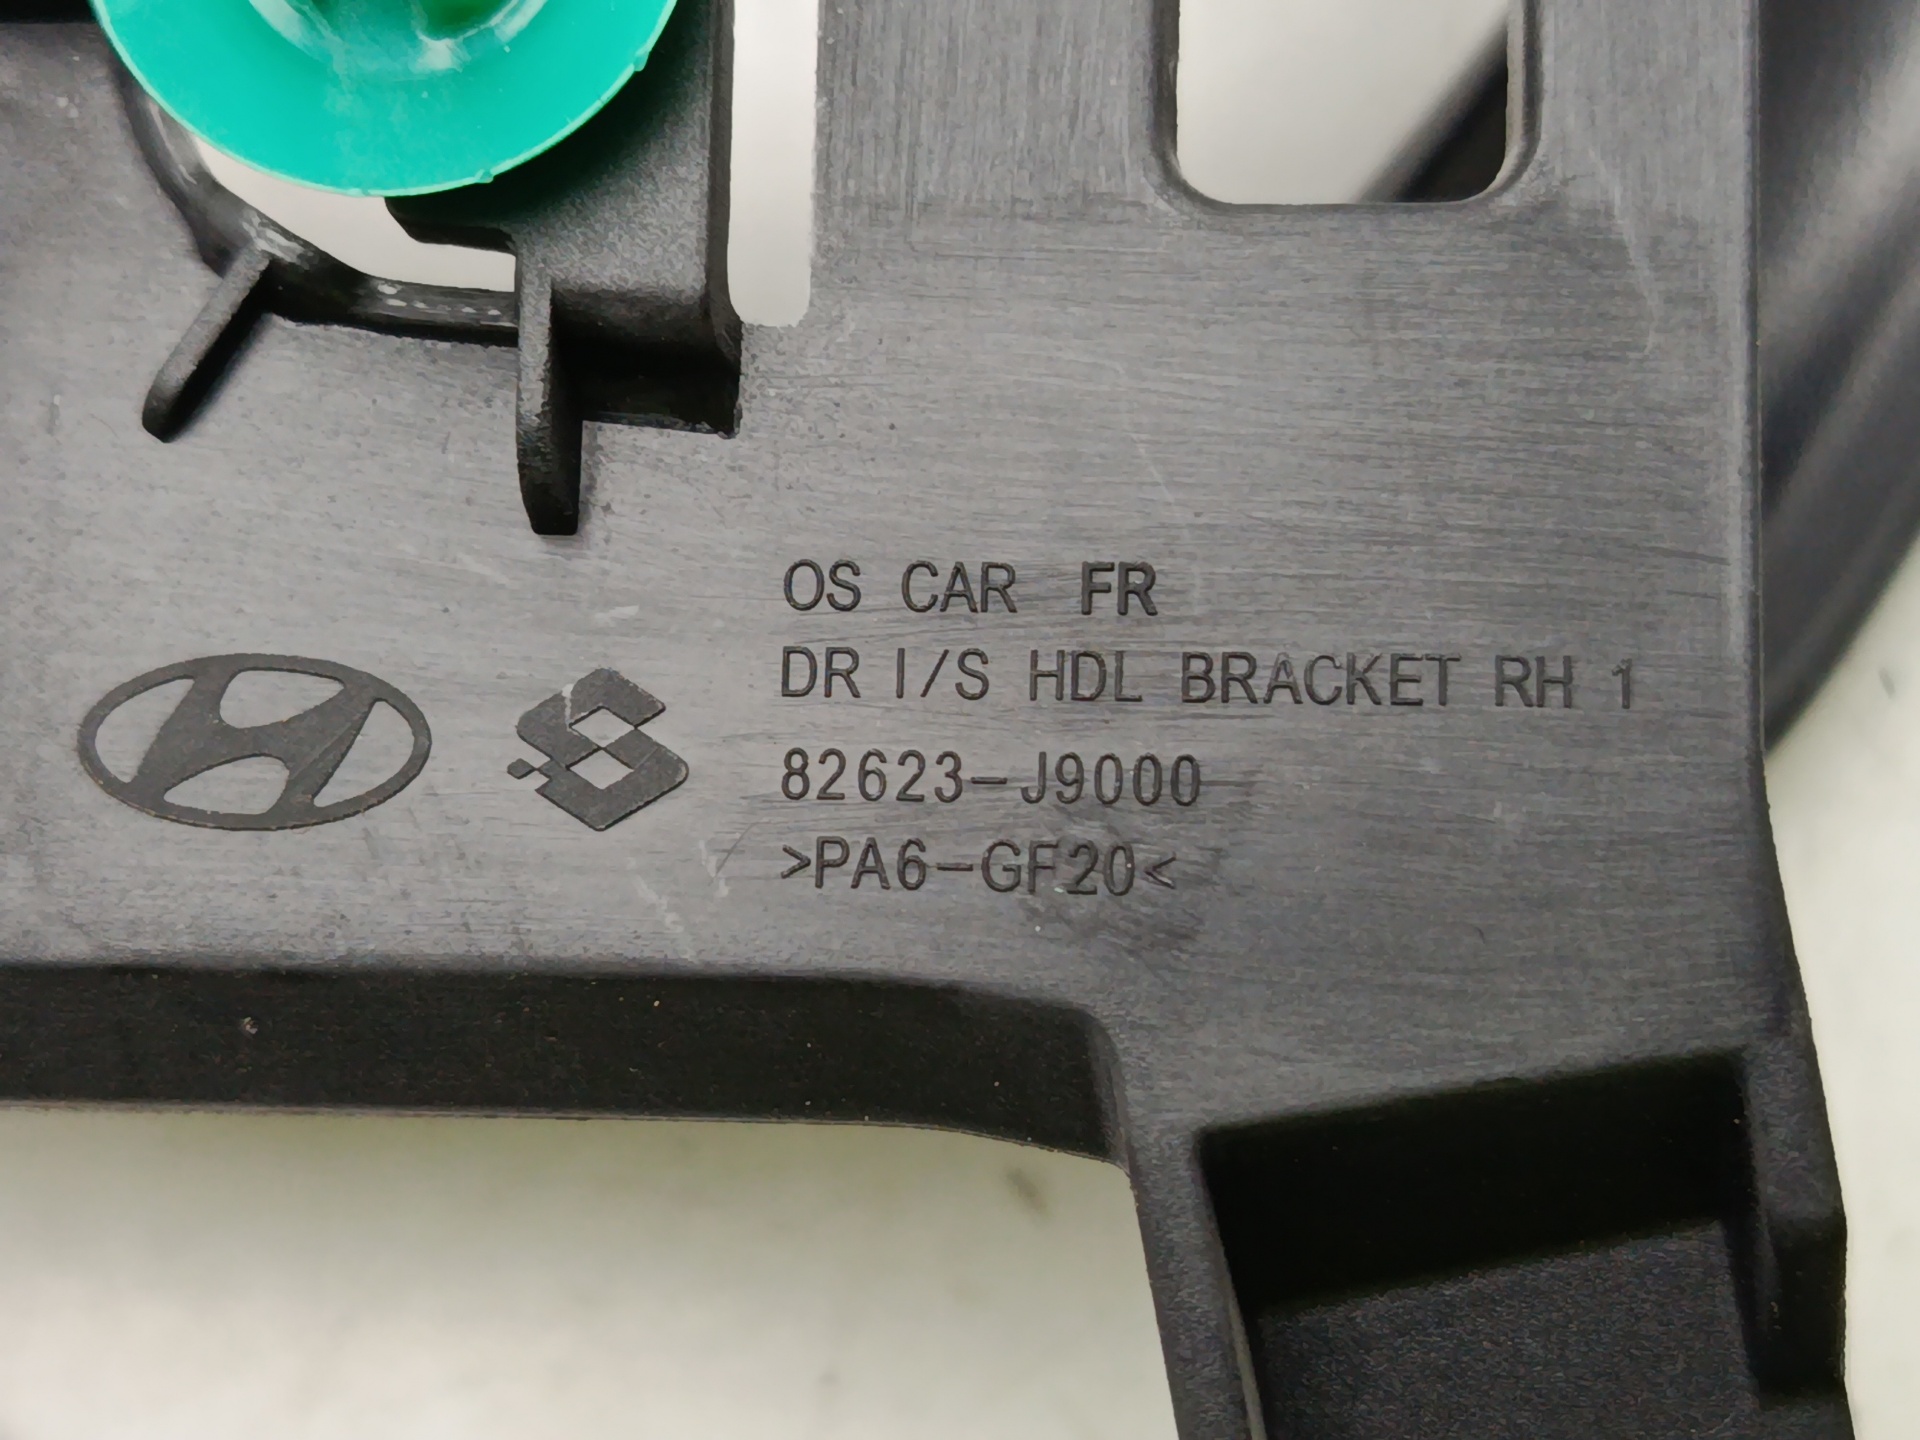 OS CAR FR
DR I/S HDL BRACKET RH 1
82623-J9000
>PA6-GF20<